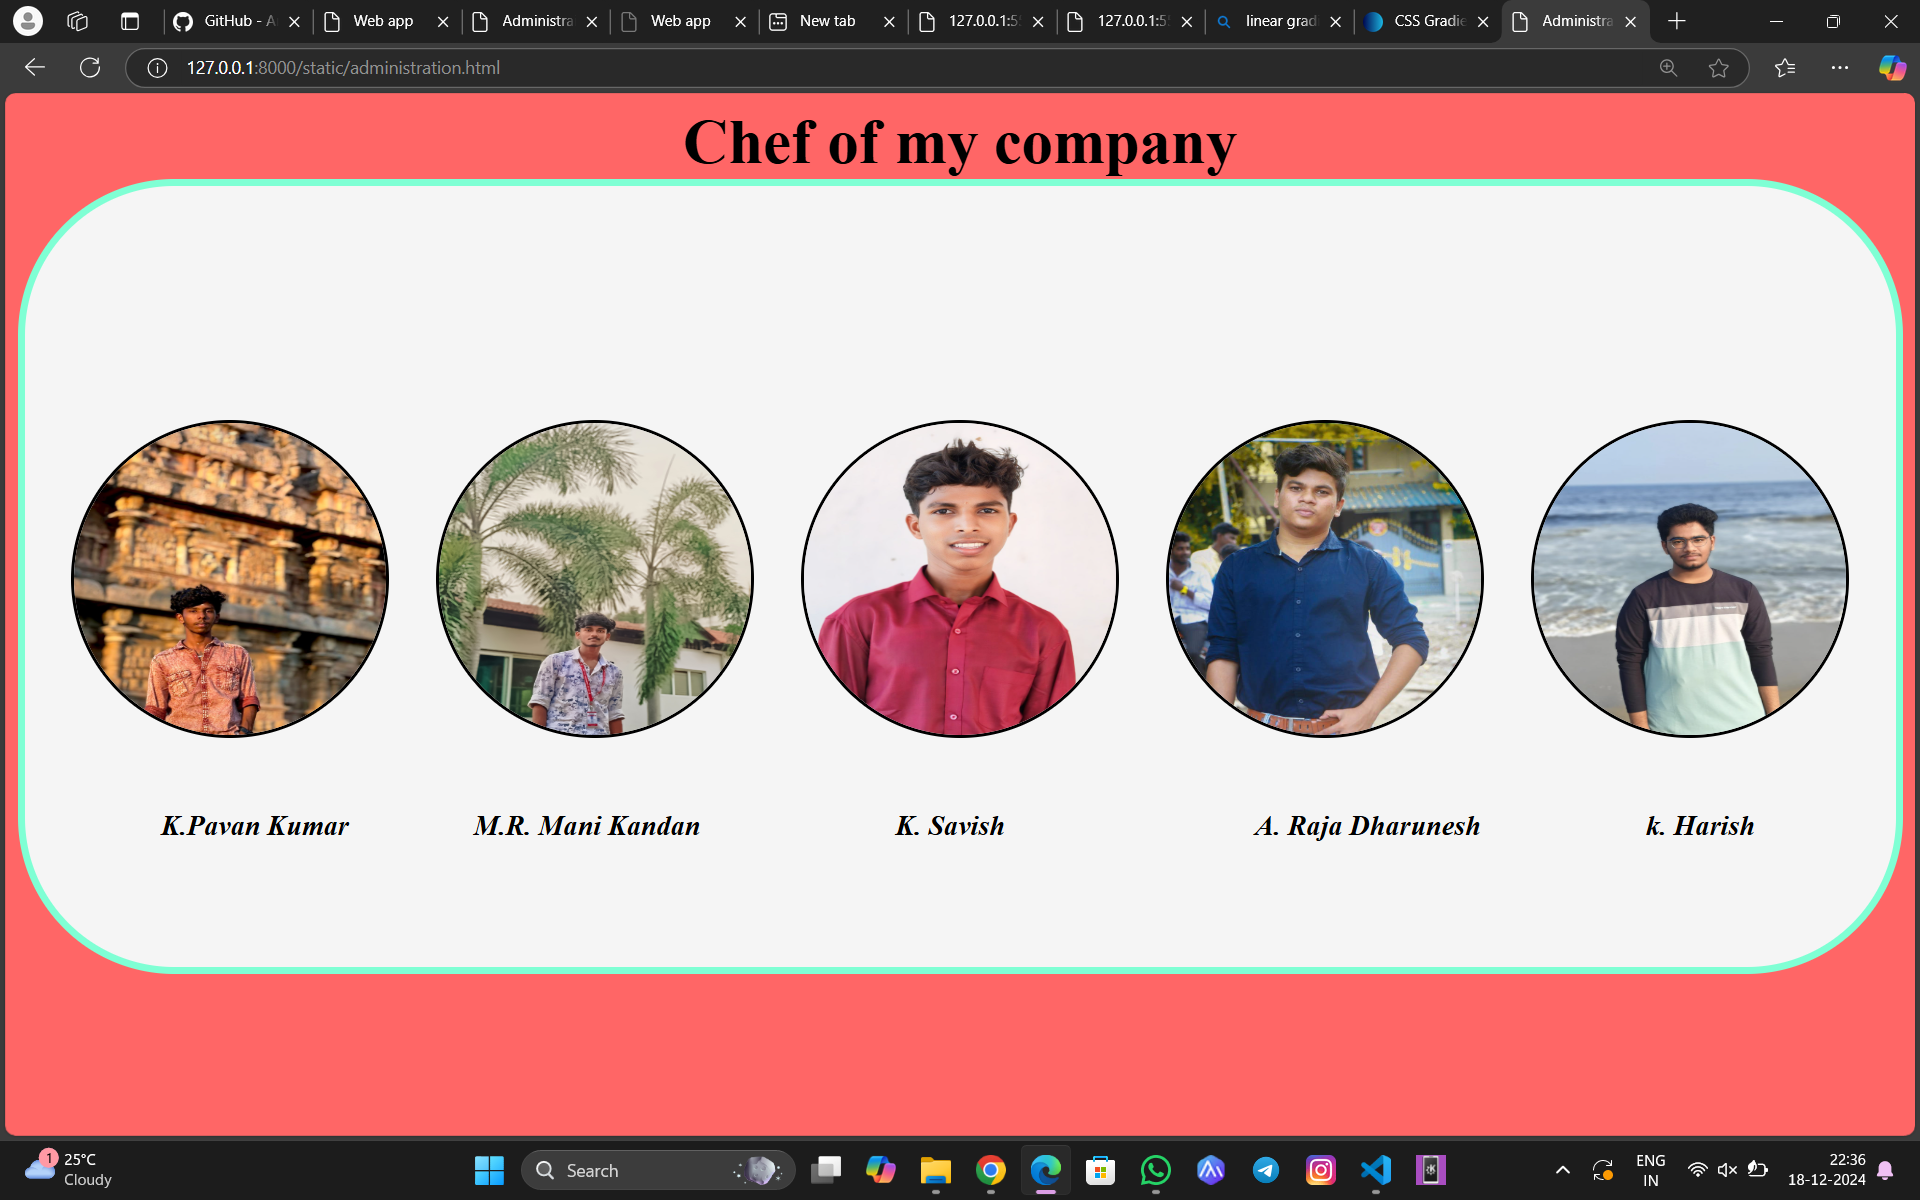 GitHub - A
Web app
Administra
Web app
New tab
127.0.0.1:5
127.0.0.1:5
linear grad
CSS Gradie
Administra
127.0.0.1:8000/static/administration.html
Chef of my company
K.Pavan Kumar
M.R. Mani Kandan
K. Savish
A. Raja Dharunesh
k. Harish
1
25°C
Cloudy
Search
ENG
IN
22:36
18-12-2024